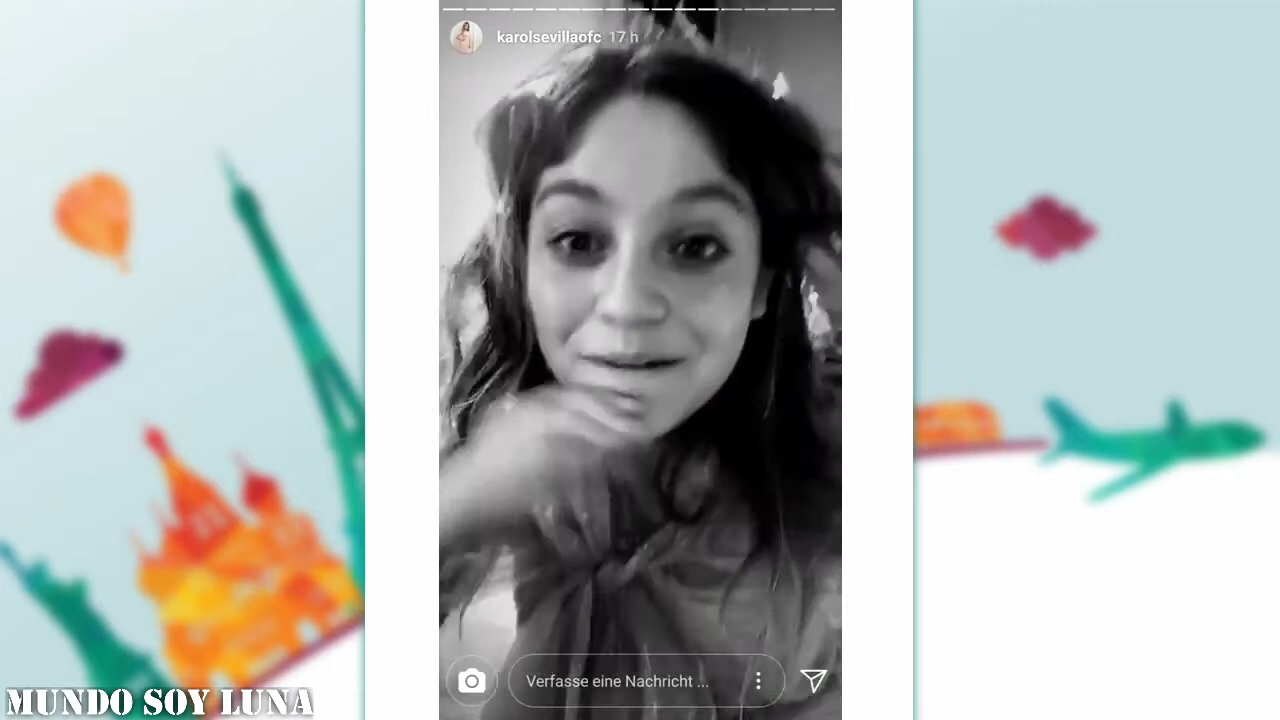 karolsevillaofc 17 h
Verfasse eine Nachricht ...
MUNDO SOY LUNA